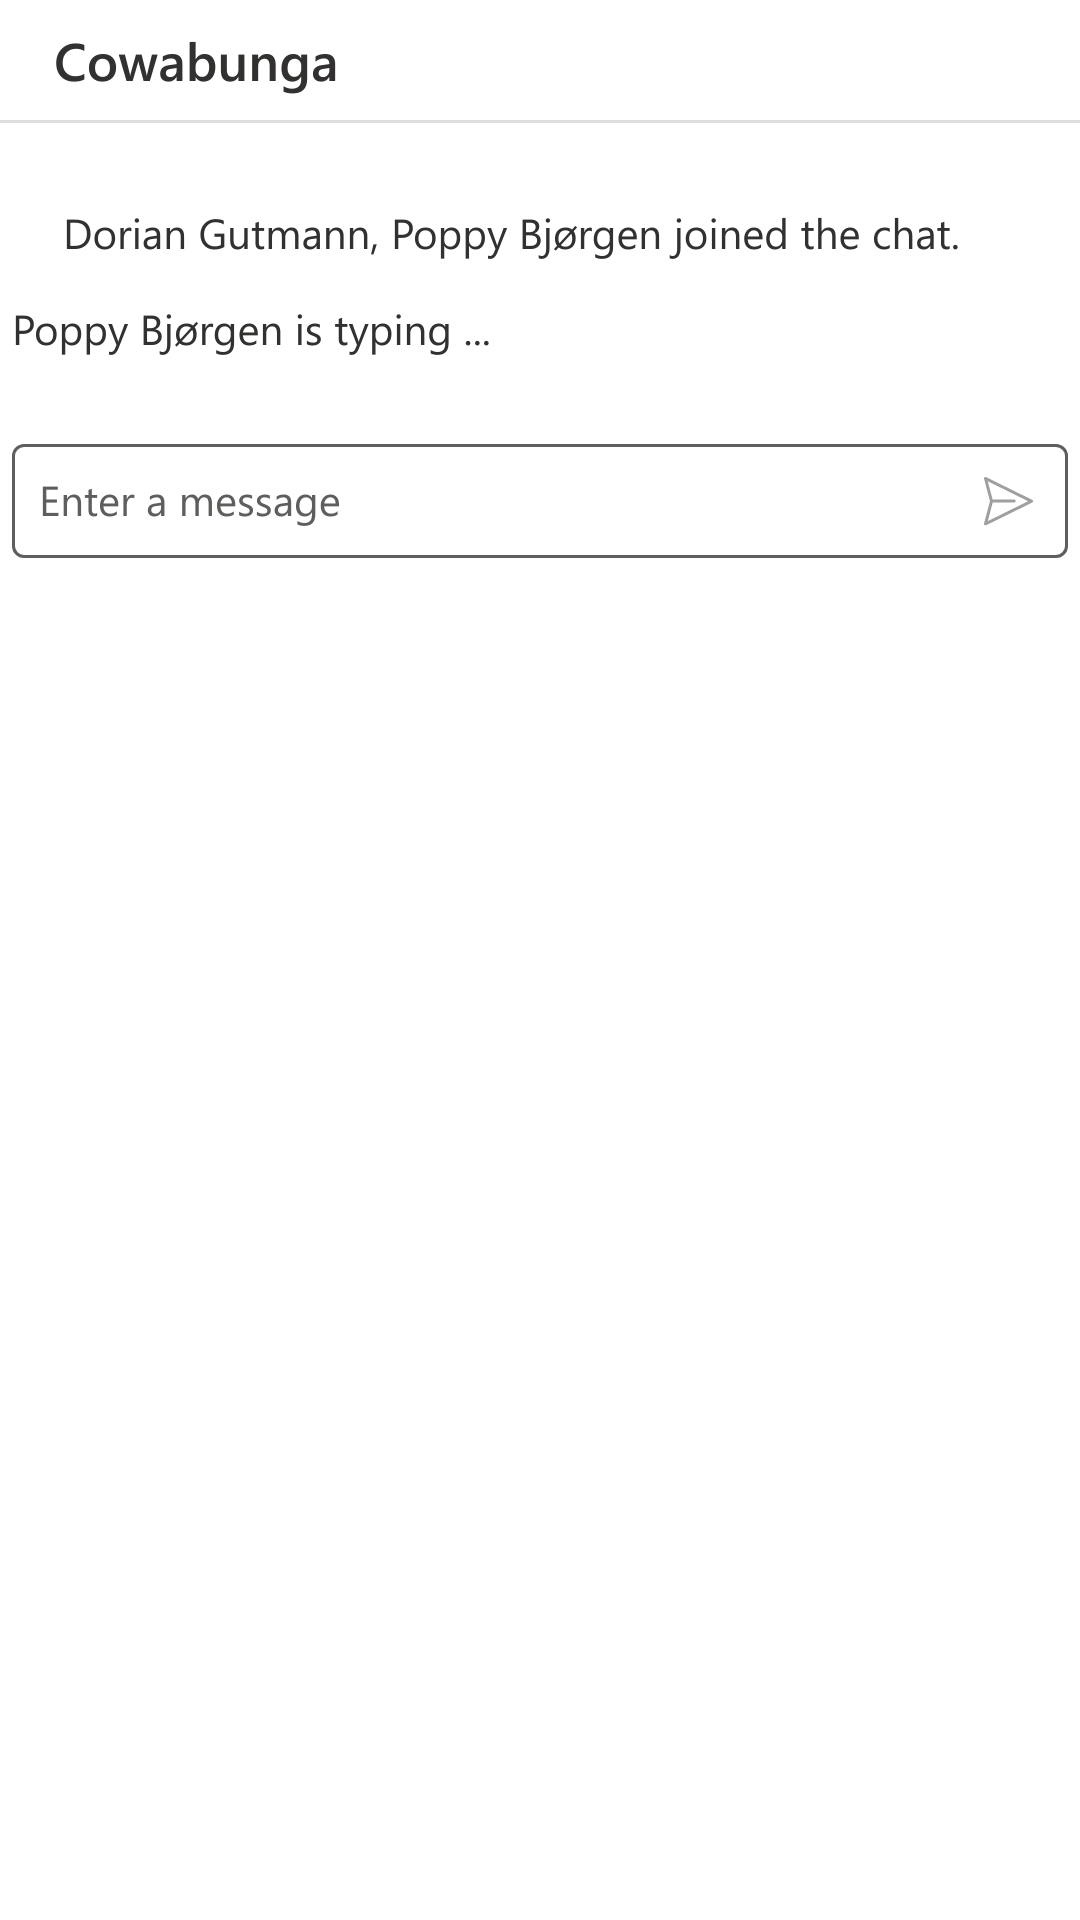 Cowabunga
Dorian Gutmann, Poppy Bjørgen joined the chat.
Poppy Bjørgen is typing ...
Enter a message